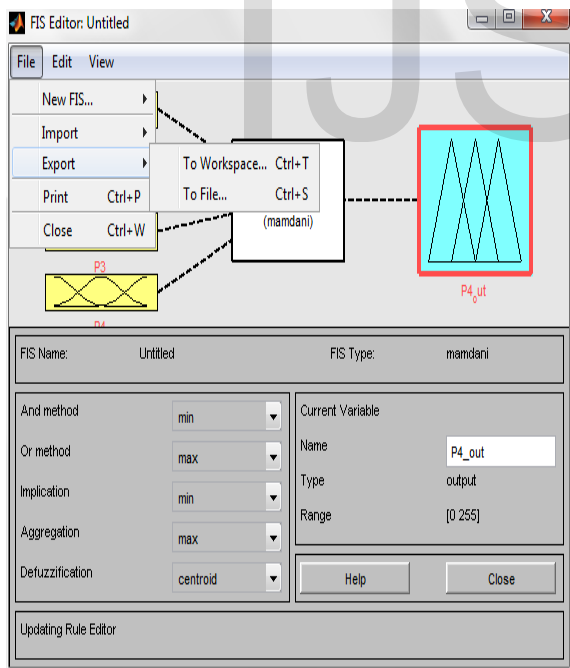 IJS
FIS Editor: Untitled
File Edit View
New FIS...
Import
Export
Print Ctrl+P
Close Ctrl+W
To Workspace... Ctrl+T
To File... Ctrl+S
(mamdani)
P3
P4
P4_out
FIS Name: Untitled FIS Type: mamdani
And method min
Or method max
Implication min
Aggregation max
Defuzzification centroid
Current Variable
Name P4_out
Type output
Range [0 255]
Help Close
Updating Rule Editor